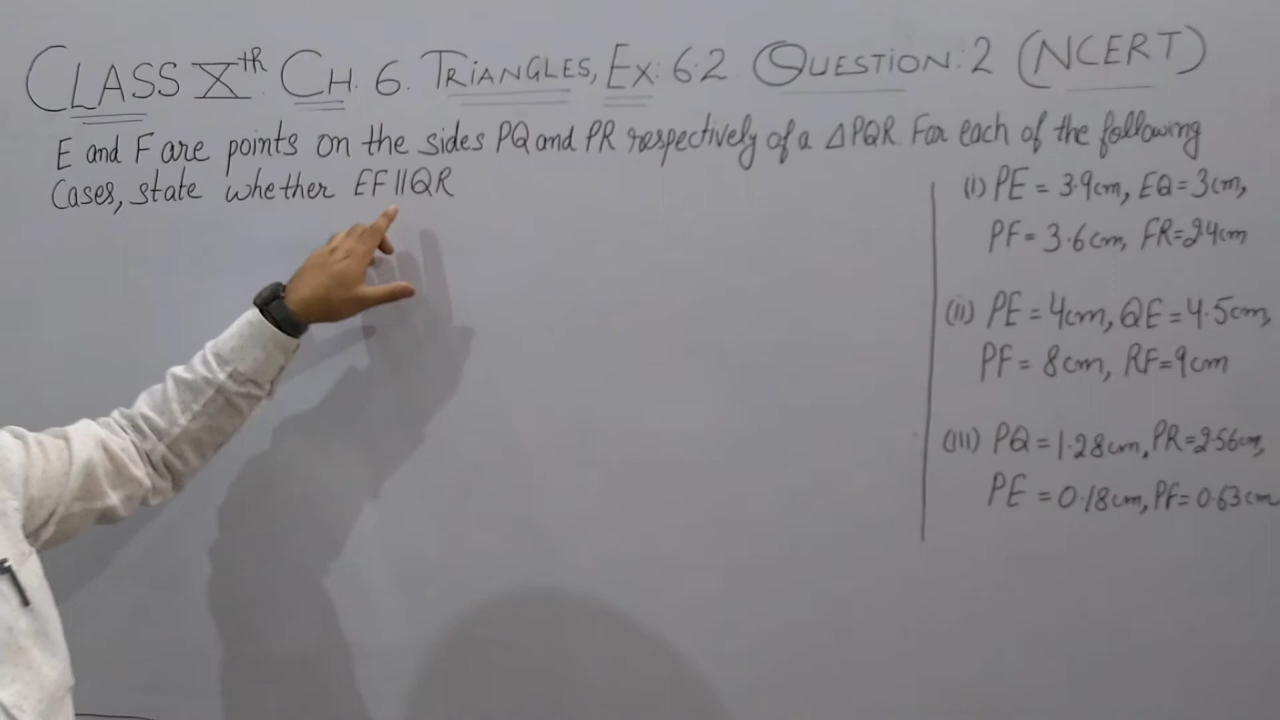 CLASS Xth CH. 6. TRIANGLES, EX: 6.2 QUESTION: 2 (NCERT)
E and F are points on the sides PQ and PR respectively of a △PQR. For each of the following
Cases, state whether EF||QR
(i) PE = 3.9cm, EQ = 3cm,
PF = 3.6cm, FR=2.4cm
(ii) PE = 4cm, QE = 4.5cm,
PF = 8cm, RF=9cm
(iii) PQ = 1.28cm, PR=2.56cm,
PE = 0.18cm, PF= 0.63cm